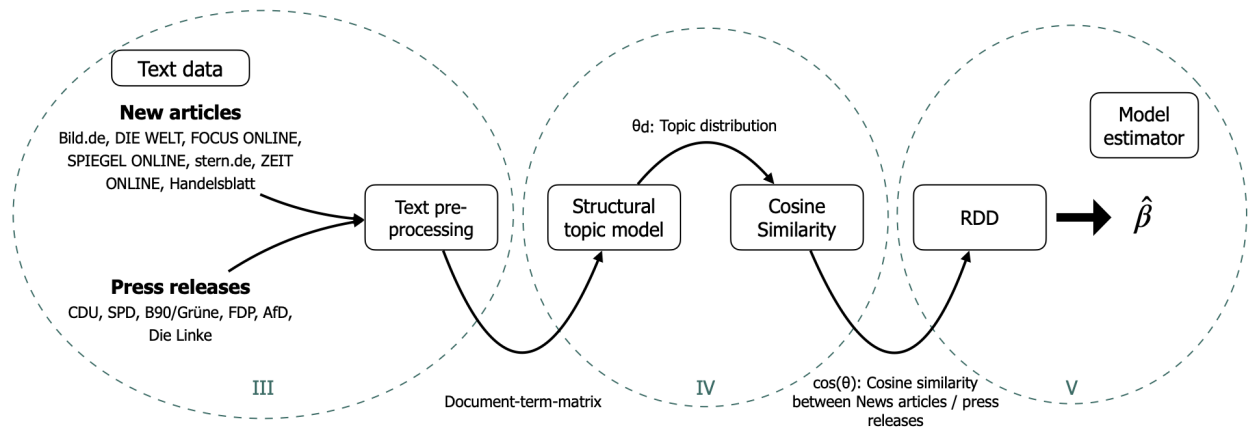 Text data
New articles
Bild.de, DIE WELT, FOCUS ONLINE,
SPIEGEL ONLINE, stern.de, ZEIT
ONLINE, Handelsblatt
Text pre-
processing
Press releases
CDU, SPD, B90/Grüne, FDP, AfD,
Die Linke
III
Document-term-matrix
θd: Topic distribution
Structural
topic model
Cosine
Similarity
IV
cos(θ): Cosine similarity
between News articles / press
releases
Model
estimator
RDD
β̂
V